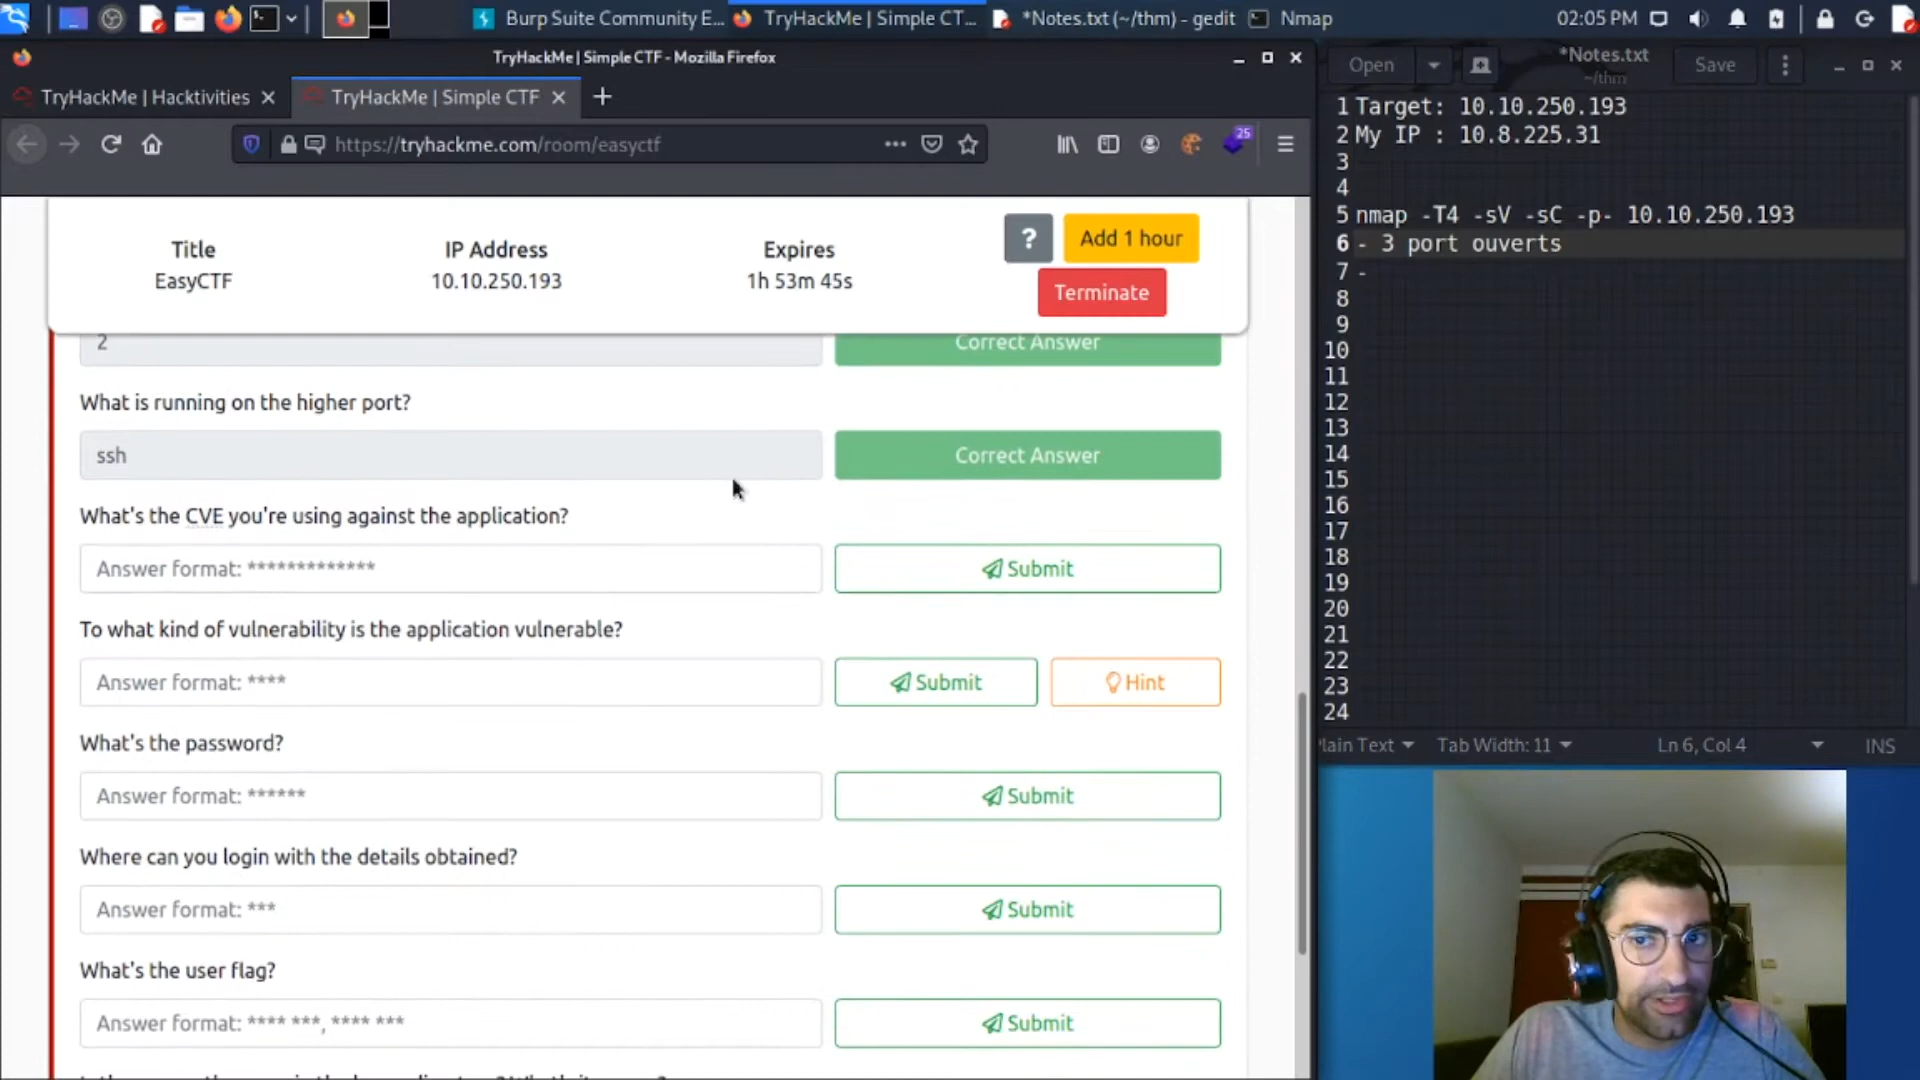 Burp Suite Community E...
TryHackMe | Simple CT...
*Notes.txt (~/thm) - gedit
Nmap
02:05 PM
TryHackMe | Simple CTF - Mozilla Firefox
TryHackMe | Hacktivities
TryHackMe | Simple CTF
https://tryhackme.com/room/easyctf
25
Title
IP Address
Expires
?
Add 1 hour
EasyCTF
10.10.250.193
1h 53m 45s
Terminate
2
Correct Answer
What is running on the higher port?
ssh
Correct Answer
What's the CVE you're using against the application?
Answer format: *************
Submit
To what kind of vulnerability is the application vulnerable?
Answer format: ****
Submit
Hint
What's the password?
Answer format: ******
Submit
Where can you login with the details obtained?
Answer format: ***
Submit
What's the user flag?
Answer format: **** ***, **** ***
Submit
Open
*Notes.txt
~/thm
Save
1 Target: 10.10.250.193
2 My IP : 10.8.225.31
3
4
5 nmap -T4 -sV -sC -p- 10.10.250.193
6 - 3 port ouverts
7 -
8
9
10
11
12
13
14
15
16
17
18
19
20
21
22
23
24
Plain Text
Tab Width: 11
Ln 6, Col 4
INS